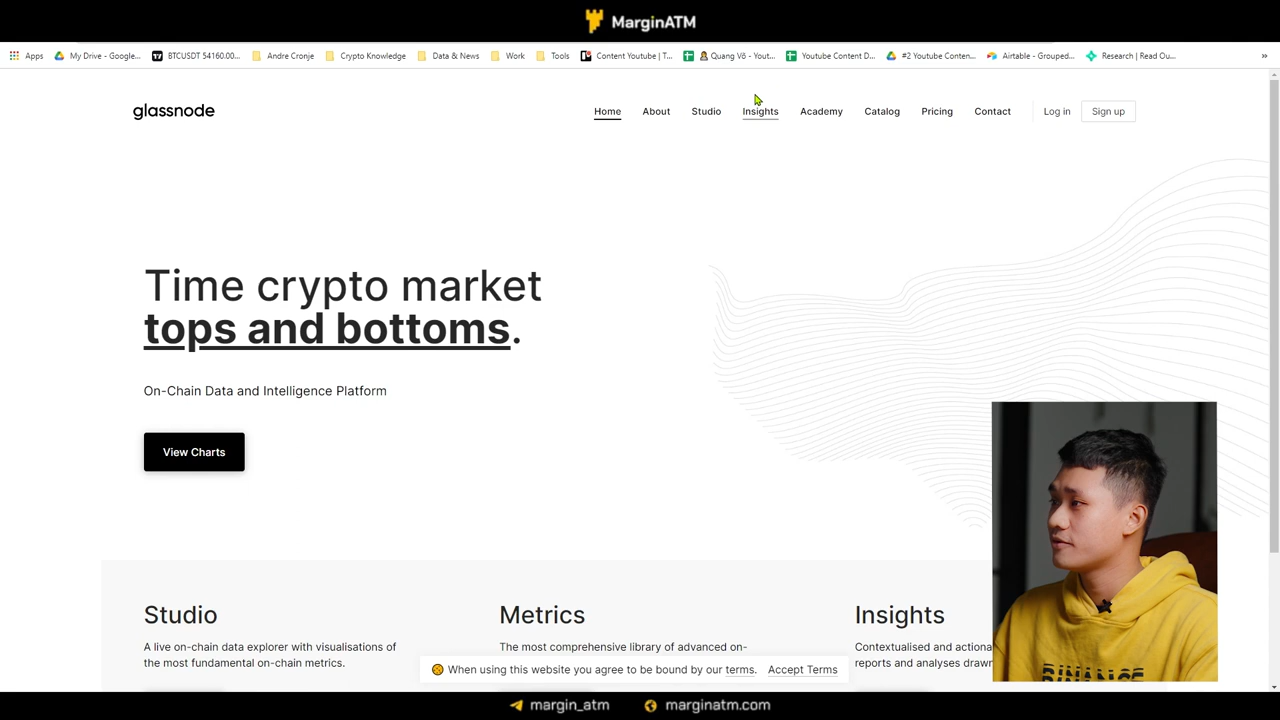 MarginATM
Apps My Drive - Google... BTCUSDT 54160.00... Andre Cronje Crypto Knowledge Data & News Work Tools Content Youtube | T... Quang Võ - Yout... Youtube Content D... #2 Youtube Conten... Airtable - Grouped... Research | Read Ou... »
glassnode Home About Studio Insights Academy Catalog Pricing Contact Log in Sign up
Time crypto market
tops and bottoms.
On-Chain Data and Intelligence Platform
View Charts
Studio
A live on-chain data explorer with visualisations of
the most fundamental on-chain metrics.
Metrics
The most comprehensive library of advanced on-
Insights
Contextualised and actiona
reports and analyses drawn
When using this website you agree to be bound by our terms. Accept Terms
BINANCE
margin_atm marginatm.com